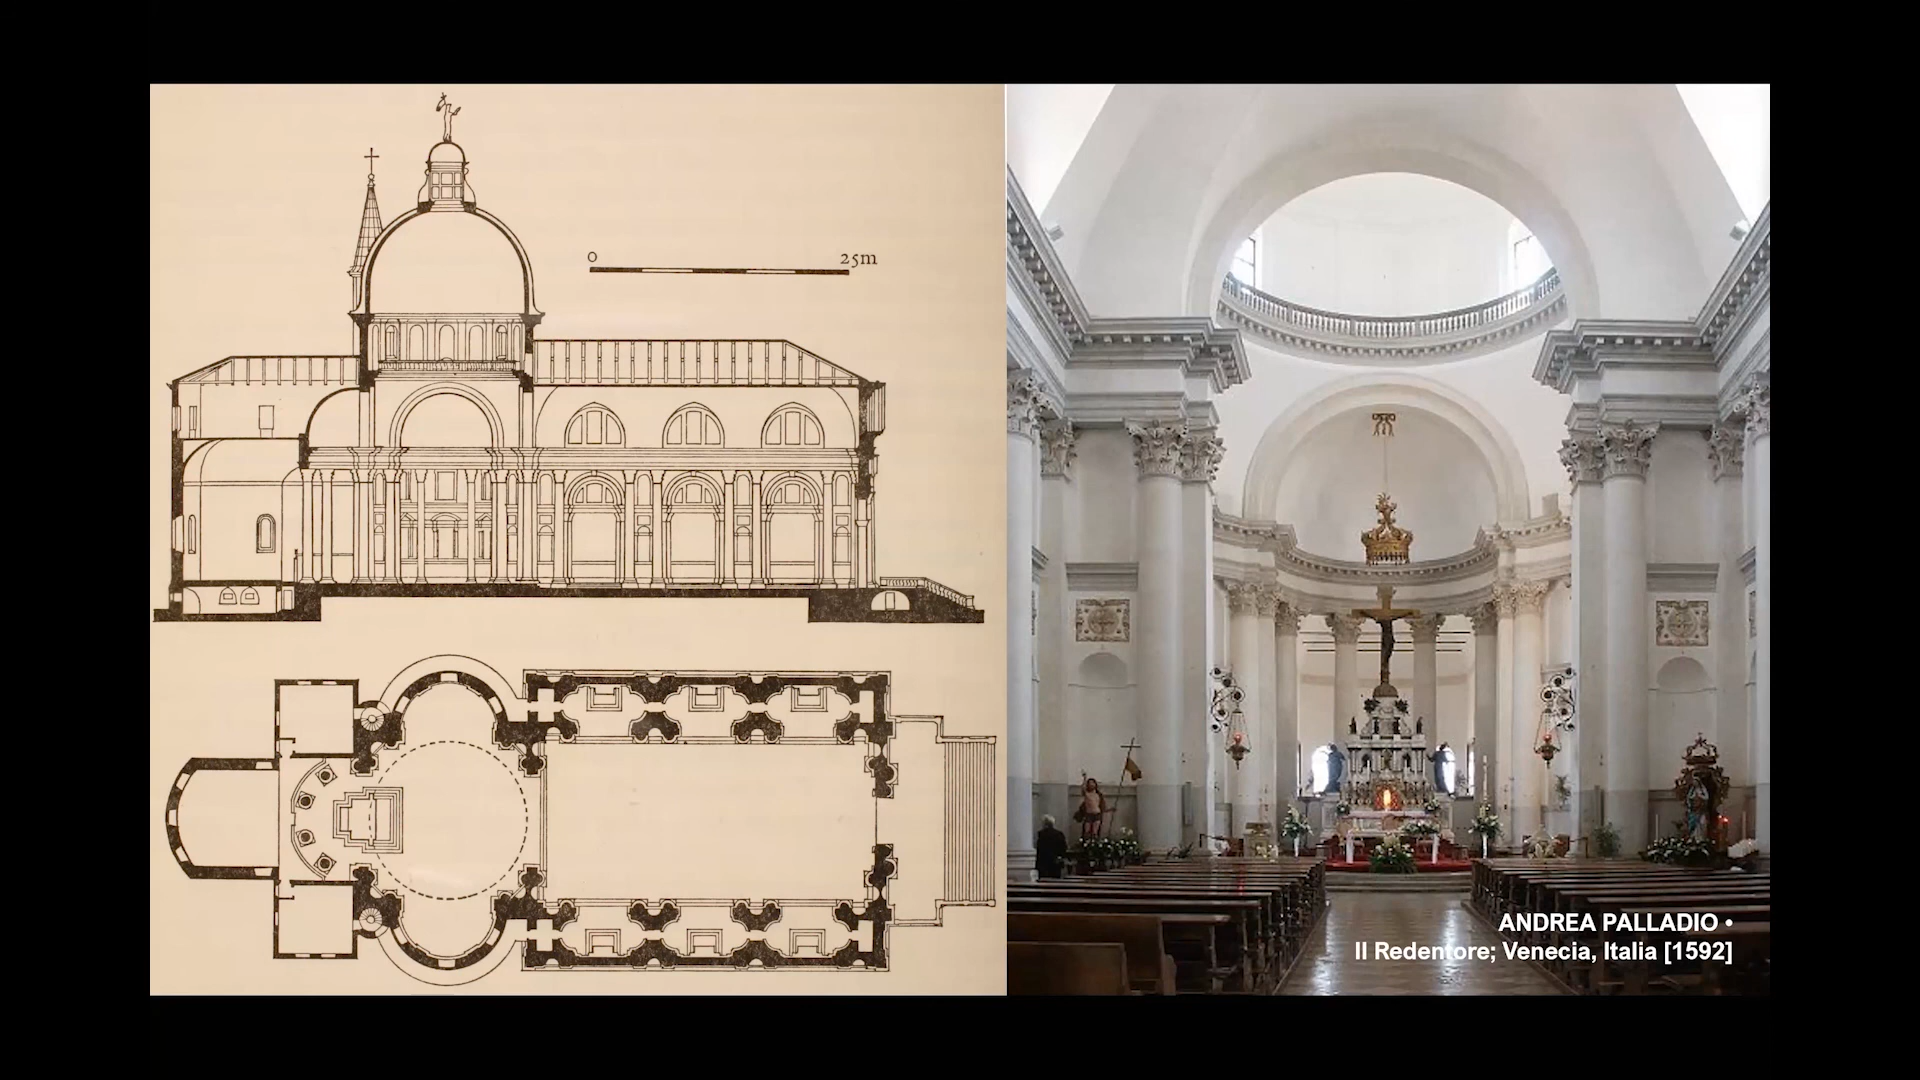 0 25m
ANDREA PALLADIO •
Il Redentore; Venecia, Italia [1592]